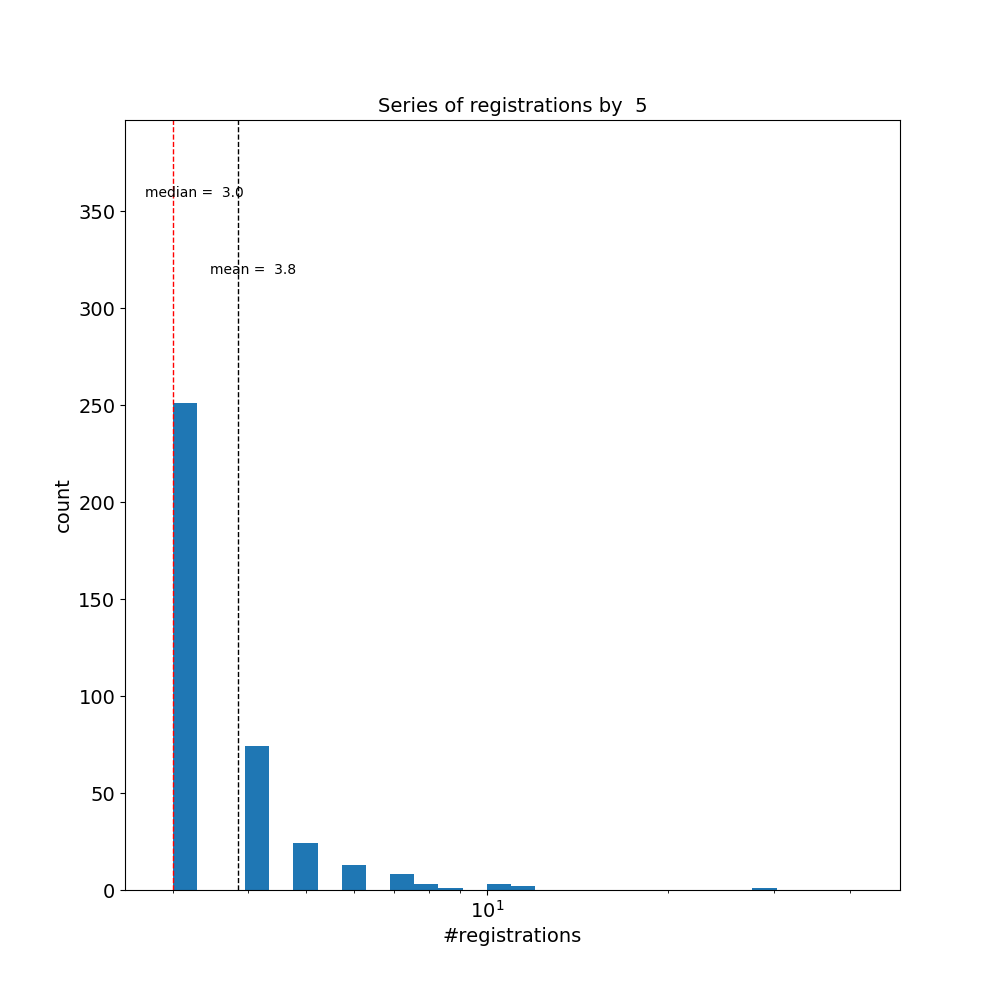 Series of registrations by  5
median =  3.0
mean =  3.8
350
300
250
200
150
100
50
0
count
10¹
#registrations